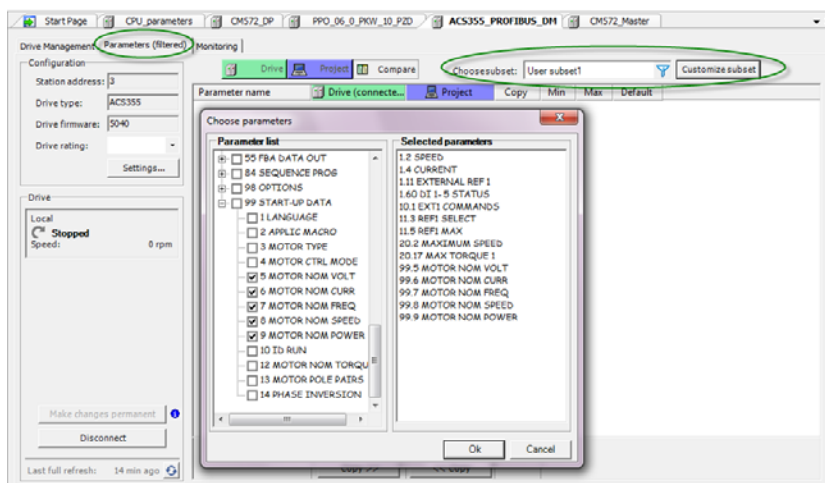 Start Page CPU_parameters CM572_DP PPO_06_0_PKW_10_PZD ACS355_PROFIBUS_DM CM572_Master
Drive Management Parameters (filtered) Monitoring
Configuration
Station address: 3
Drive type: ACS355
Drive firmware: 5040
Drive rating:
Settings...
Drive
Local
Stopped
Speed: 0 rpm
Make changes permanent
Disconnect
Last full refresh: 14 min ago
Drive Project Compare Choose subset: User subset1 Customize subset
Parameter name Drive (connecte... Project Copy Min Max Default
Choose parameters
Parameter list
55 FBA DATA OUT
84 SEQUENCE PROG
98 OPTIONS
99 START-UP DATA
1 LANGUAGE
2 APPLIC MACRO
3 MOTOR TYPE
4 MOTOR CTRL MODE
5 MOTOR NOM VOLT
6 MOTOR NOM CURR
7 MOTOR NOM FREQ
8 MOTOR NOM SPEED
9 MOTOR NOM POWER
10 ID RUN
12 MOTOR NOM TORQU
13 MOTOR POLE PAIRS
14 PHASE INVERSION
Selected parameters
1.2 SPEED
1.4 CURRENT
1.11 EXTERNAL REF 1
1.60 DI 1-5 STATUS
10.1 EXT1 COMMANDS
11.3 REF1 SELECT
11.5 REF1 MAX
20.2 MAXIMUM SPEED
20.17 MAX TORQUE 1
99.5 MOTOR NOM VOLT
99.6 MOTOR NOM CURR
99.7 MOTOR NOM FREQ
99.8 MOTOR NOM SPEED
99.9 MOTOR NOM POWER
Ok Cancel
Copy >> << Copy